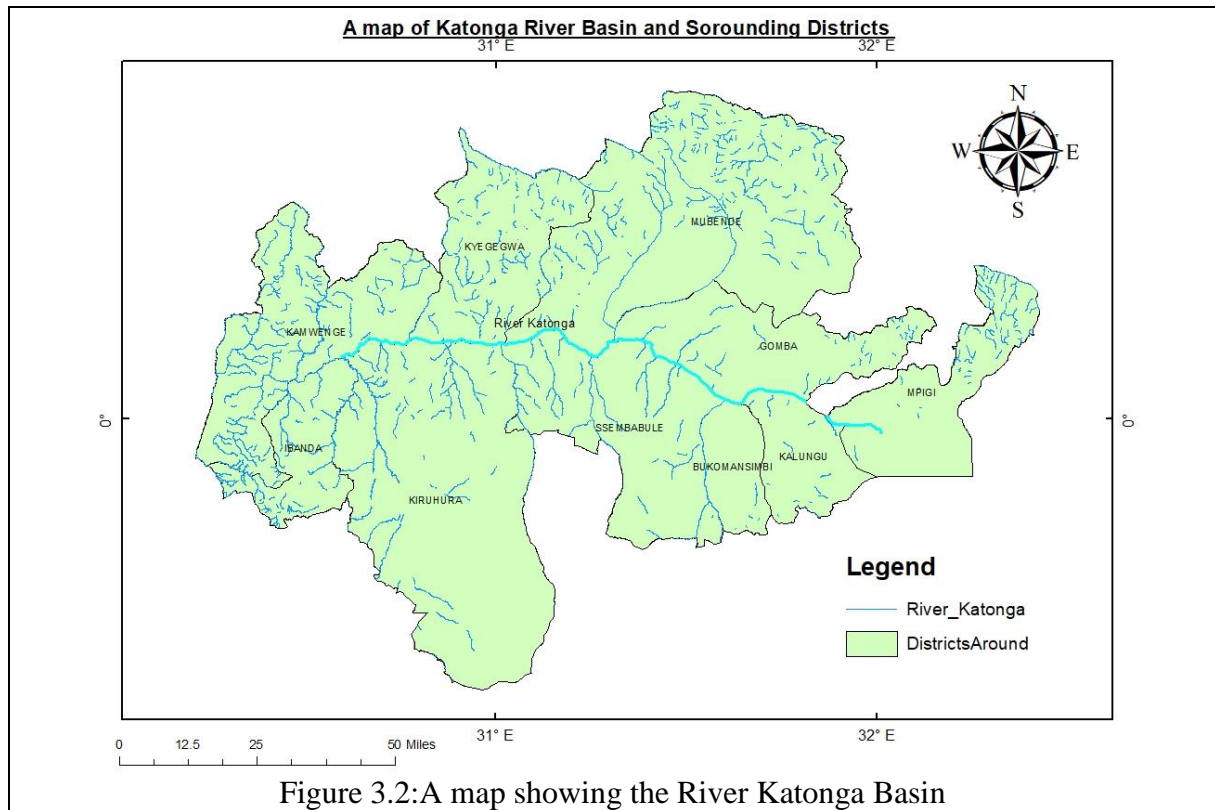 A map of Katonga River Basin and Sorounding Districts
31° E
32° E
N
W
E
S
MUBENDE
KYEGEGWA
River Katonga
KAMWENGE
GOMBA
MPIGI
0°
0°
SSEMBABULE
IBANDA
BUKOMANSIMBI
KALUNGU
KIRUHURA
Legend
River_Katonga
DistrictsAround
31° E
32° E
0 12.5 25 50 Miles
Figure 3.2:A map showing the River Katonga Basin